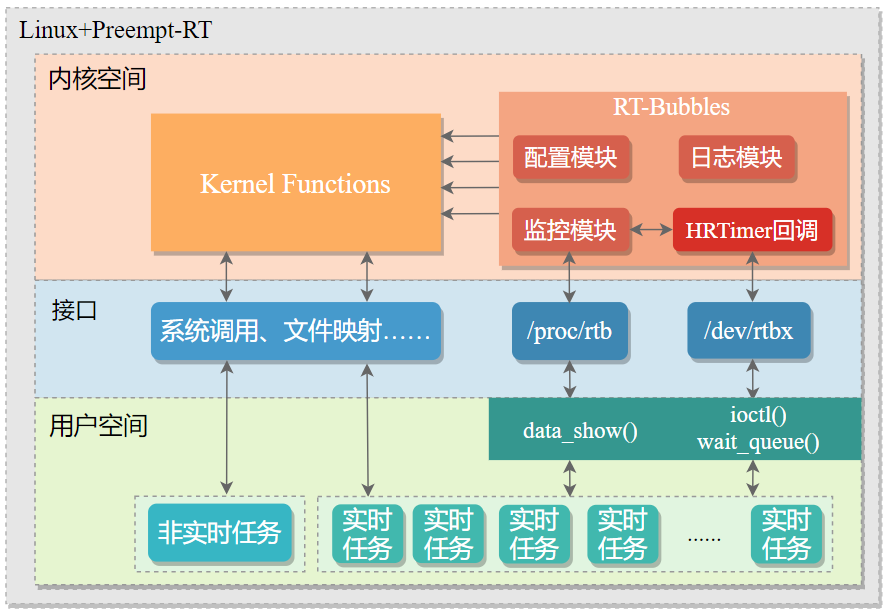 Linux+Preempt-RT
内核空间
RT-Bubbles
Kernel Functions
配置模块
日志模块
监控模块
HRTimer回调
接口
系统调用、文件映射……
/proc/rtb
/dev/rtbx
用户空间
data_show()
ioctl()
wait_queue()
非实时任务
实时
任务
实时
任务
实时
任务
实时
任务
......
实时
任务